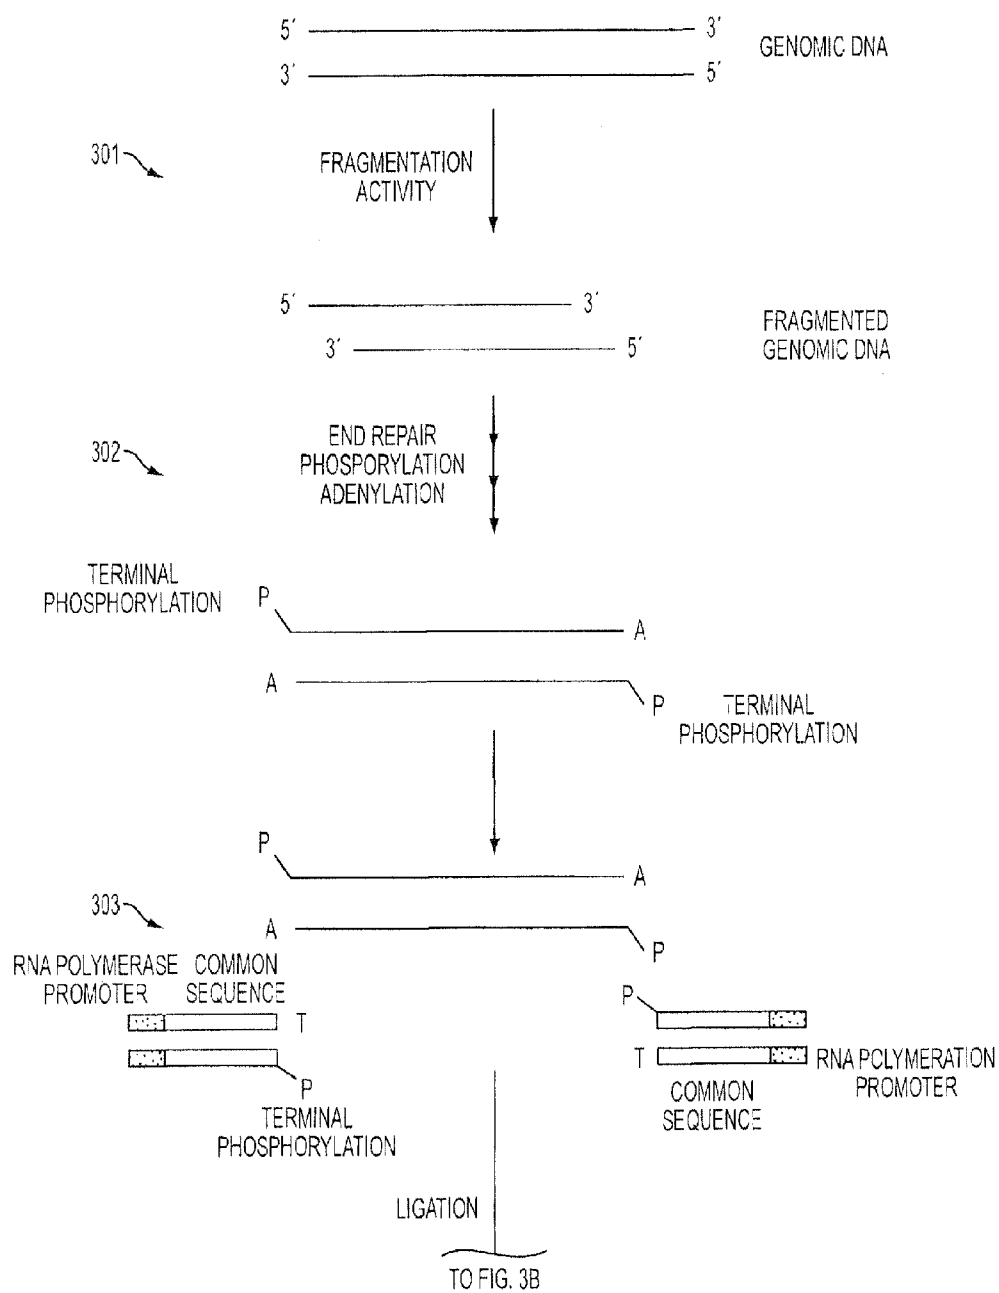 5′ 3′
GENOMIC DNA
3′ 5′
301
FRAGMENTATION
ACTIVITY
5′ 3′
FRAGMENTED
GENOMIC DNA
3′ 5′
302
END REPAIR
PHOSPORYLATION
ADENYLATION
TERMINAL
PHOSPHORYLATION
P
A
A
P
TERMINAL
PHOSPHORYLATION
P
A
303
A
P
RNA POLYMERASE
PROMOTER
COMMON
SEQUENCE
T
P
TERMINAL
PHOSPHORYLATION
P
T
RNA POLYMERATION
PROMOTER
COMMON
SEQUENCE
LIGATION
TO FIG. 3B